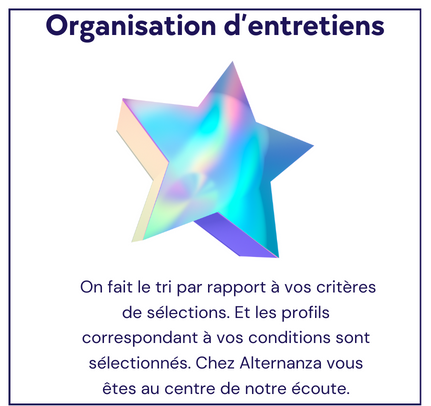 Organisation d'entretiens
On fait le tri par rapport à vos critères
de sélections. Et les profils
correspondant à vos conditions sont
sélectionnés. Chez Alternanza vous
êtes au centre de notre écoute.